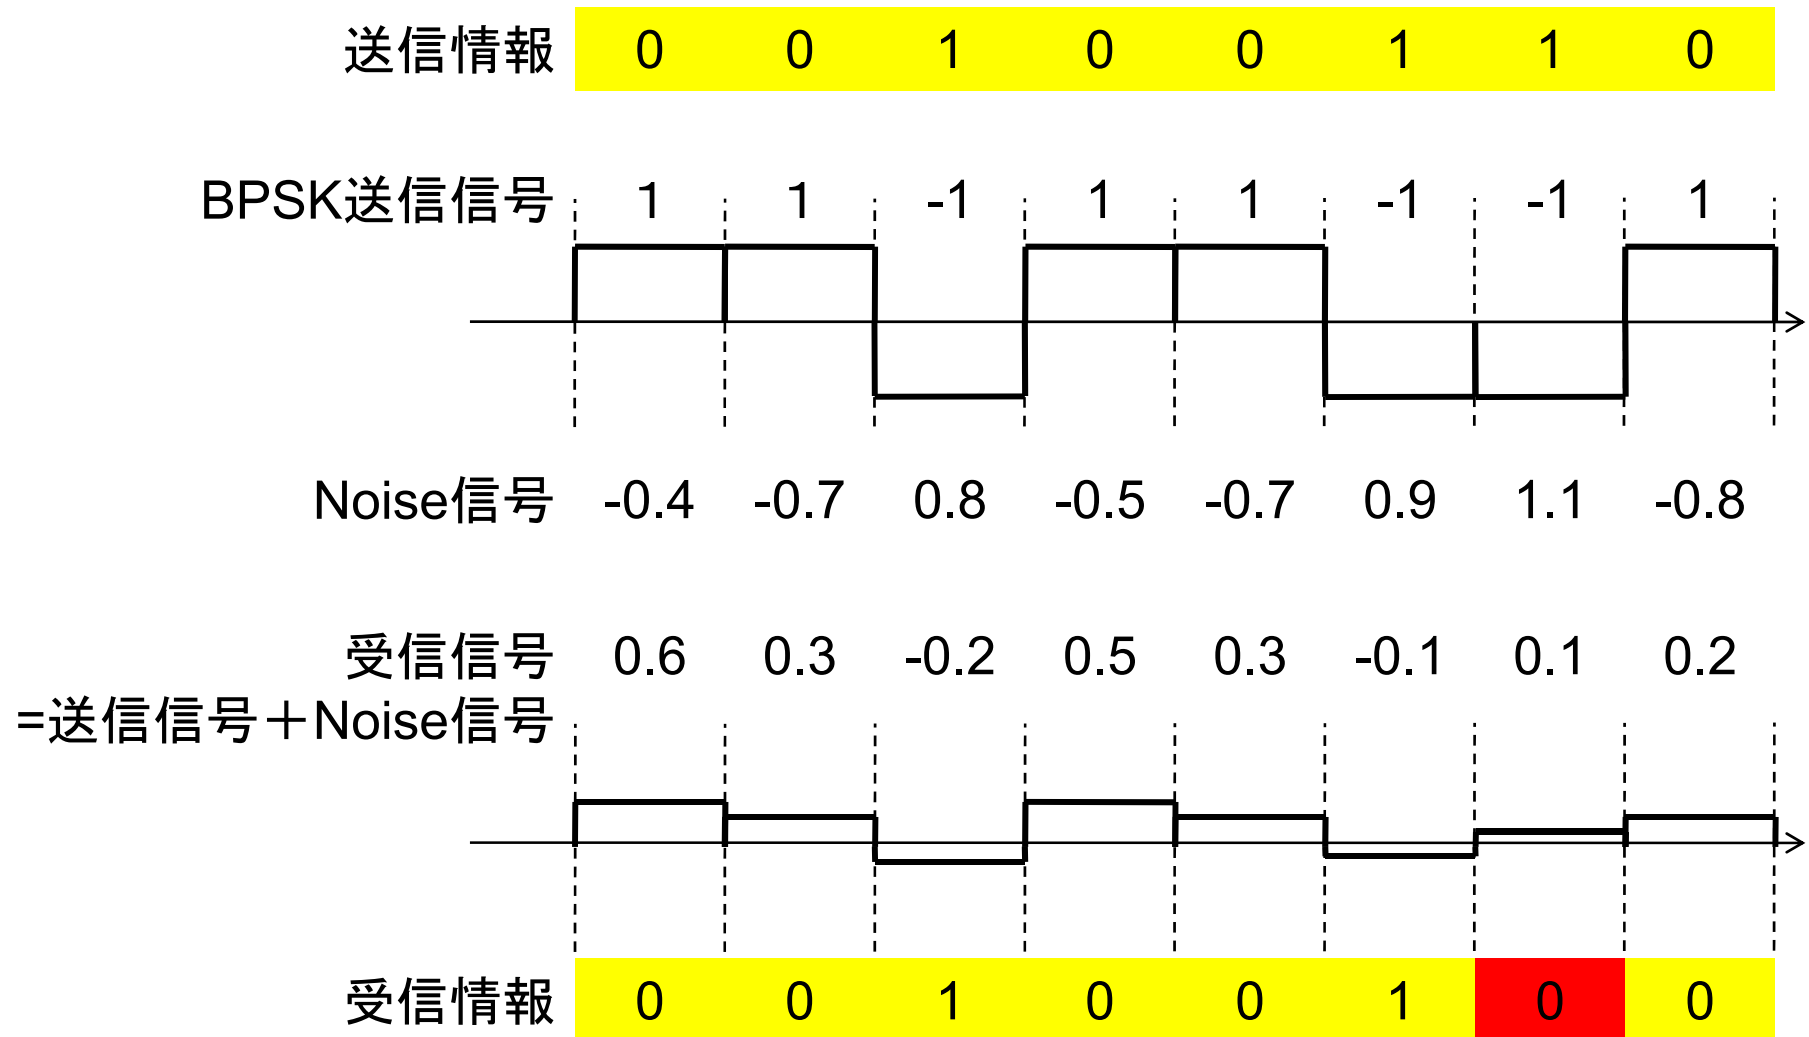 送信情報 0 0 1 0 0 1 1 0
BPSK送信信号 1 1 -1 1 1 -1 -1 1
Noise信号 -0.4 -0.7 0.8 -0.5 -0.7 0.9 1.1 -0.8
受信信号 0.6 0.3 -0.2 0.5 0.3 -0.1 0.1 0.2
=送信信号＋Noise信号
受信情報 0 0 1 0 0 1 0 0